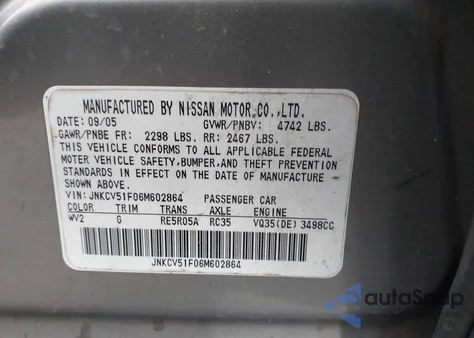 MANUFACTURED BY NISSAN MOTOR CO., LTD.
DATE: 09/05 GVWR/PNBV: 4742 LBS.
GAWR/PNBE FR: 2298 LBS. RR: 2467 LBS.
THIS VEHICLE CONFORMS TO ALL APPLICABLE FEDERAL
MOTOR VEHICLE SAFETY, BUMPER, AND THEFT PREVENTION
STANDARDS IN EFFECT ON THE DATE OF MANUFACTURE
SHOWN ABOVE.
VIN: JNKCV51F06M602864 PASSENGER CAR
COLOR TRIM TRANS AXLE ENGINE
WV2 G RE5R05A RC35 VQ35(DE) 3498CC
JNKCV51F06M602864
autoSnap